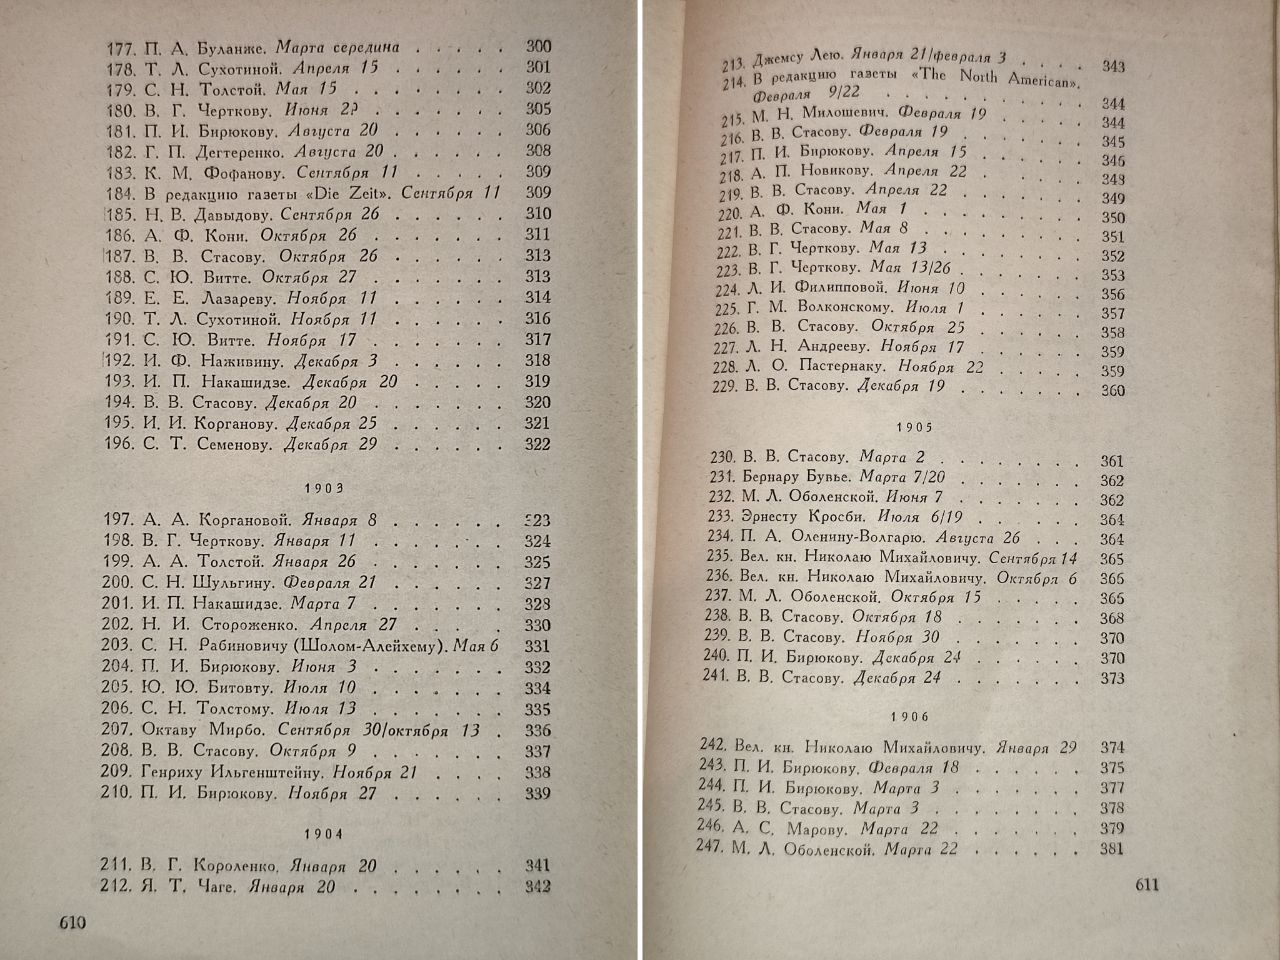 177. П. А. Буланже. Марта середина . . . . . 300
178. Т. Л. Сухотиной. Апреля 15 . . . . . . 301
179. С. Н. Толстой. Мая 15 . . . . . . . . 302
180. В. Г. Черткову. Июня 2? . . . . . . . 305
181. П. И. Бирюкову. Августа 20 . . . . . . 306
182. Г. П. Дегтеренко. Августа 20 . . . . . . 308
183. К. М. Фофанову. Сентября 11 . . . . . 309
184. В редакцию газеты «Die Zeit». Сентября 11 309
185. Н. В. Давыдову. Сентября 26 . . . . . . 310
186. А. Ф. Кони. Октября 26 . . . . . . . 311
187. В. В. Стасову. Октября 26 . . . . . . 313
188. С. Ю. Витте. Октября 27 . . . . . . . 313
189. Е. Е. Лазареву. Ноября 11 . . . . . . 314
190. Т. Л. Сухотиной. Ноября 11 . . . . . . 316
191. С. Ю. Витте. Ноября 17 . . . . . . . 317
192. И. Ф. Наживину. Декабря 3 . . . . . . 318
193. И. П. Накашидзе. Декабря 20 . . . . . 319
194. В. В. Стасову. Декабря 20 . . . . . . . 320
195. И. И. Корганову. Декабря 25 . . . . . . 321
196. С. Т. Семенову. Декабря 29 . . . . . . 322
1903
197. А. А. Коргановой. Января 8 . . . . . . 323
198. В. Г. Черткову. Января 11 . . . . . . . 324
199. А. А. Толстой. Января 26 . . . . . . . 325
200. С. Н. Шульгину. Февраля 21 . . . . . . 327
201. И. П. Накашидзе. Марта 7 . . . . . . . 328
202. Н. И. Стороженко. Апреля 27 . . . . . 330
203. С. Н. Рабиновичу (Шолом-Алейхему). Мая 6 331
204. П. И. Бирюкову. Июня 3 . . . . . . . 332
205. Ю. Ю. Битовту. Июля 10 . . . . . . . 334
206. С. Н. Толстому. Июля 13 . . . . . . . 335
207. Октаву Мирбо. Сентября 30/октября 13 . 336
208. В. В. Стасову. Октября 9 . . . . . . . 337
209. Генриху Ильгенштейну. Ноября 21 . . . . 338
210. П. И. Бирюкову. Ноября 27 . . . . . . 339
1904
211. В. Г. Короленко. Января 20 . . . . . . 341
212. Я. Т. Чаге. Января 20 . . . . . . . . 342
610
213. Джемсу Лею. Января 21/февраля 3 . . . . 343
214. В редакцию газеты «The North American».
Февраля 9/22 . . . . . . . . . . 344
215. М. Н. Милошевич. Февраля 19 . . . . . 344
216. В. В. Стасову. Февраля 19 . . . . . . 345
217. П. И. Бирюкову. Апреля 15 . . . . . 346
218. А. П. Новикову. Апреля 22 . . . . . . 348
219. В. В. Стасову. Апреля 22 . . . . . . . 349
220. А. Ф. Кони. Мая 1 . . . . . . . . 350
221. В. В. Стасову. Мая 8 . . . . . . . . 351
222. В. Г. Черткову. Мая 13 . . . . . . . 352
223. В. Г. Черткову. Мая 13/26 . . . . . . 353
224. Л. И. Филипповой. Июня 10 . . . . . . 356
225. Г. М. Волконскому. Июля 1 . . . . . . 357
226. В. В. Стасову. Октября 25 . . . . . . 358
227. Л. Н. Андрееву. Ноября 17 . . . . . . 359
228. Л. О. Пастернаку. Ноября 22 . . . . . 359
229. В. В. Стасову. Декабря 19 . . . . . . 360
1905
230. В. В. Стасову. Марта 2 . . . . . . . . 361
231. Бернару Бувье. Марта 7/20 . . . . . . . 362
232. М. Л. Оболенской. Июня 7 . . . . . . . 362
233. Эрнесту Кросби. Июля 6/19 . . . . . . 364
234. П. А. Оленину-Волгарю. Августа 26 . . . 364
235. Вел. кн. Николаю Михайловичу. Сентября 14 365
236. Вел. кн. Николаю Михайловичу. Октября 6 365
237. М. Л. Оболенской. Октября 15 . . . . . 365
238. В. В. Стасову. Октября 18 . . . . . . . 368
239. В. В. Стасову. Ноября 30 . . . . . . . 370
240. П. И. Бирюкову. Декабря 24 . . . . . . 370
241. В. В. Стасову. Декабря 24 . . . . . . . 373
1906
242. Вел. кн. Николаю Михайловичу. Января 29 374
243. П. И. Бирюкову. Февраля 18 . . . . . . 375
244. П. И. Бирюкову. Марта 3 . . . . . . . 377
245. В. В. Стасову. Марта 3 . . . . . . . . 378
246. А. С. Марову. Марта 22 . . . . . . . 379
247. М. Л. Оболенской. Марта 22 . . . . . . 381
611